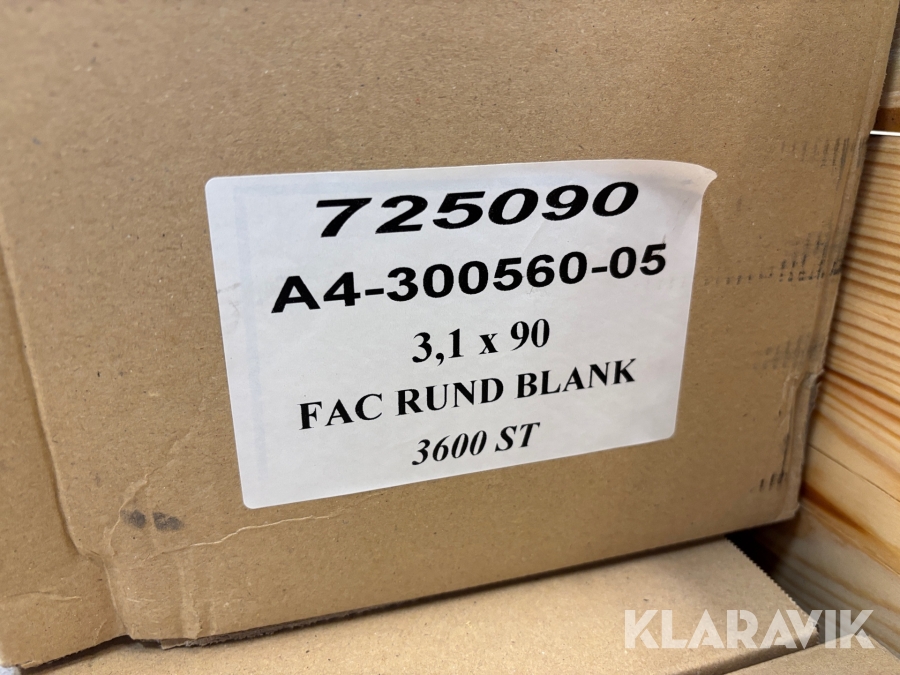 725090
A4-300560-05
3,1 x 90
FAC RUND BLANK
3600 ST
KLARAVIK